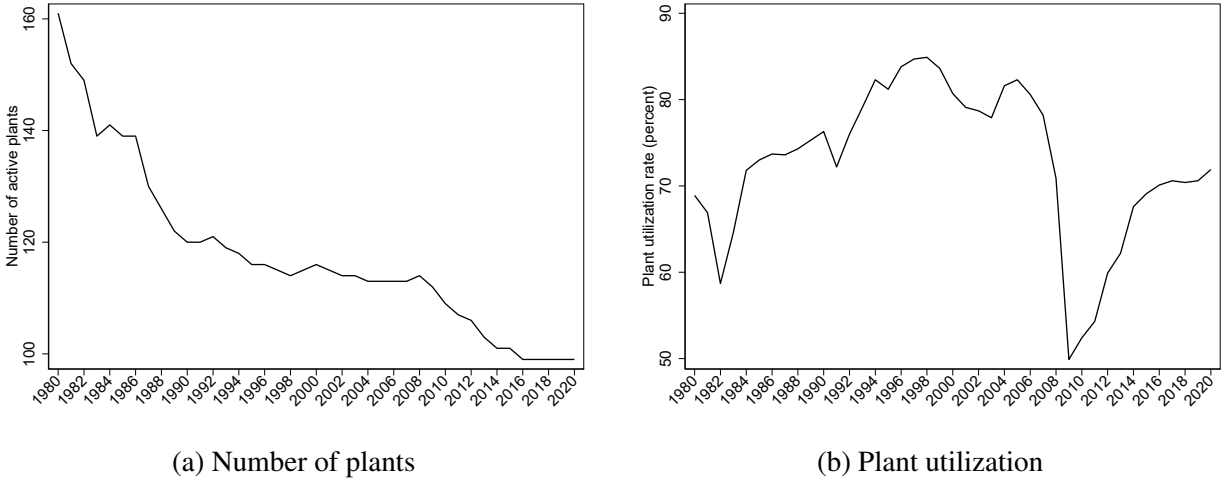 Number of active plants
160
140
120
100
1980 1982 1984 1986 1988 1990 1992 1994 1996 1998 2000 2002 2004 2006 2008 2010 2012 2014 2016 2018 2020
(a) Number of plants
Plant utilization rate (percent)
90
80
70
60
50
1980 1982 1984 1986 1988 1990 1992 1994 1996 1998 2000 2002 2004 2006 2008 2010 2012 2014 2016 2018 2020
(b) Plant utilization